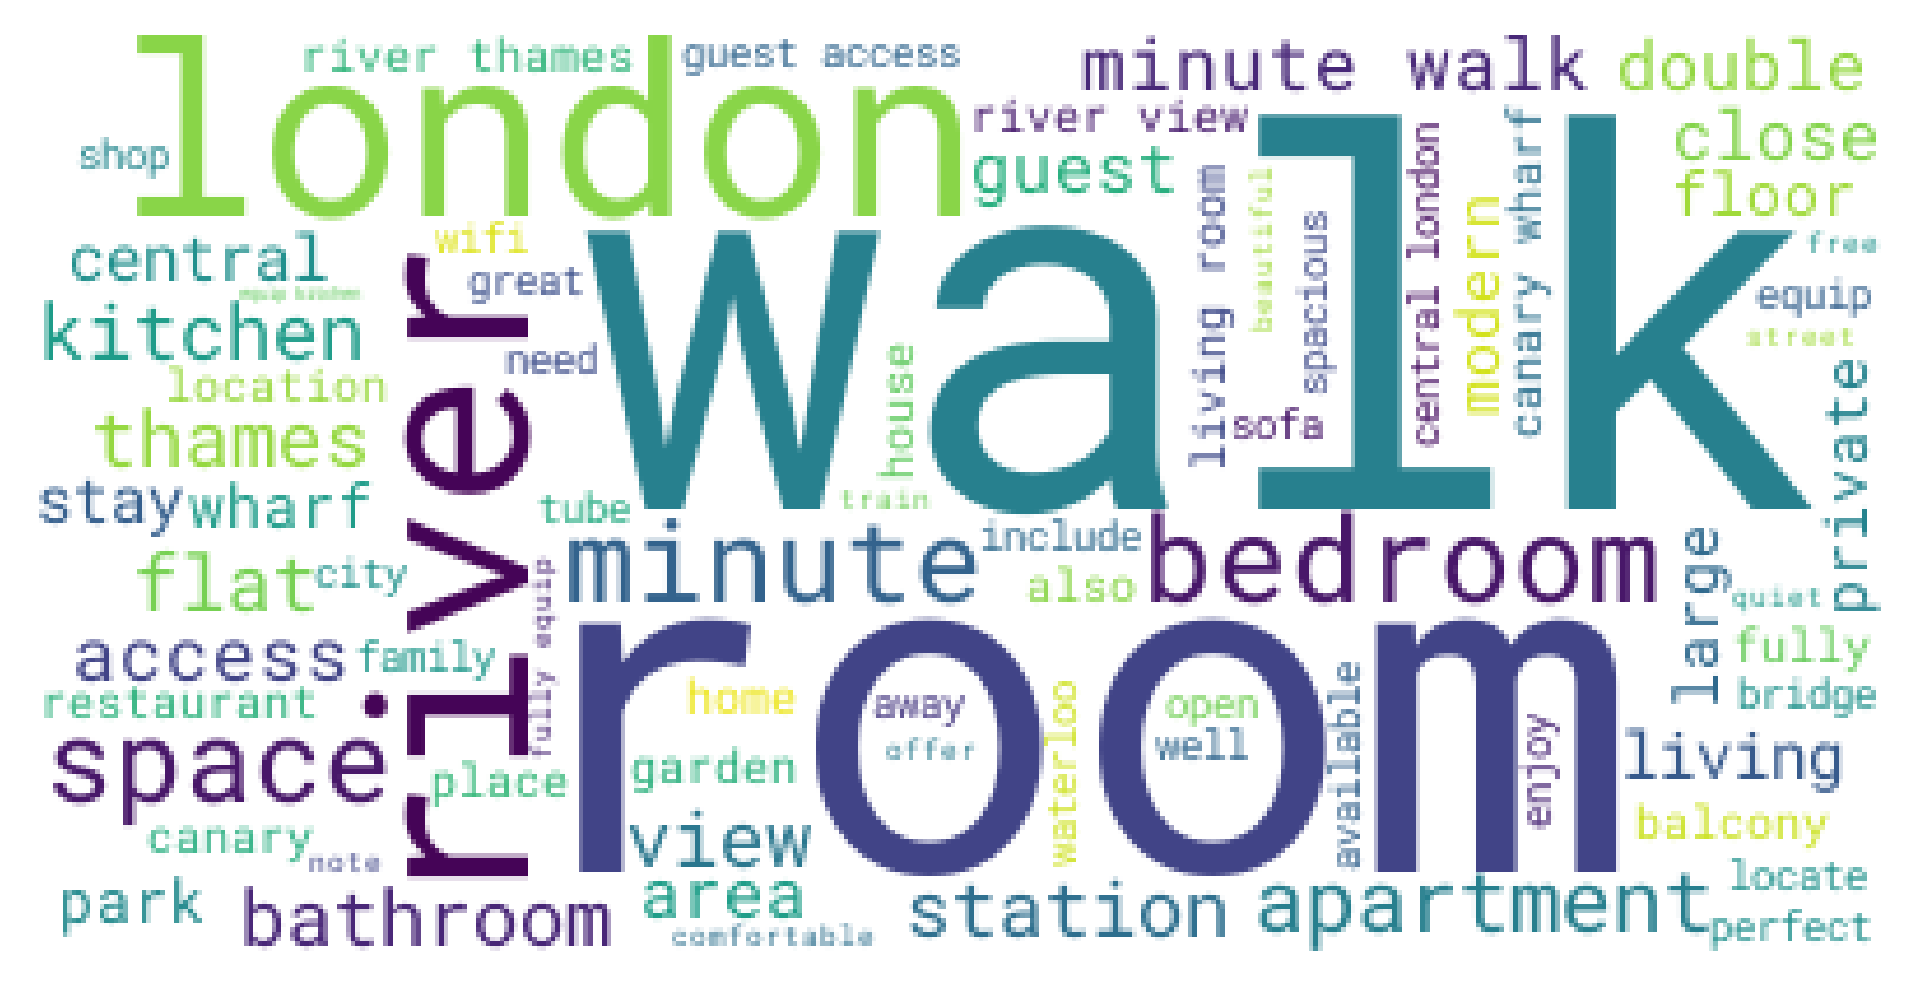 london
river thames
guest access
minute walk
double
shop
river view
guest
close
floor
walk
central
wifi
great
equip kitchen
kitchen
river
need
location
thames
stay
wharf
house
train
tube
living room
beautiful
spacious
sofa
central london
modern
canary wharf
free
equip
street
private
flat
city
minute
include
also
bedroom
large
quiet
fully
bridge
access
family
fully equip
restaurant
room
home
away
offer
waterloo
open
well
available
enjoy
living
space
place
garden
balcony
canary
note
view
park
bathroom
area
comfortable
station
apartment
locate
perfect